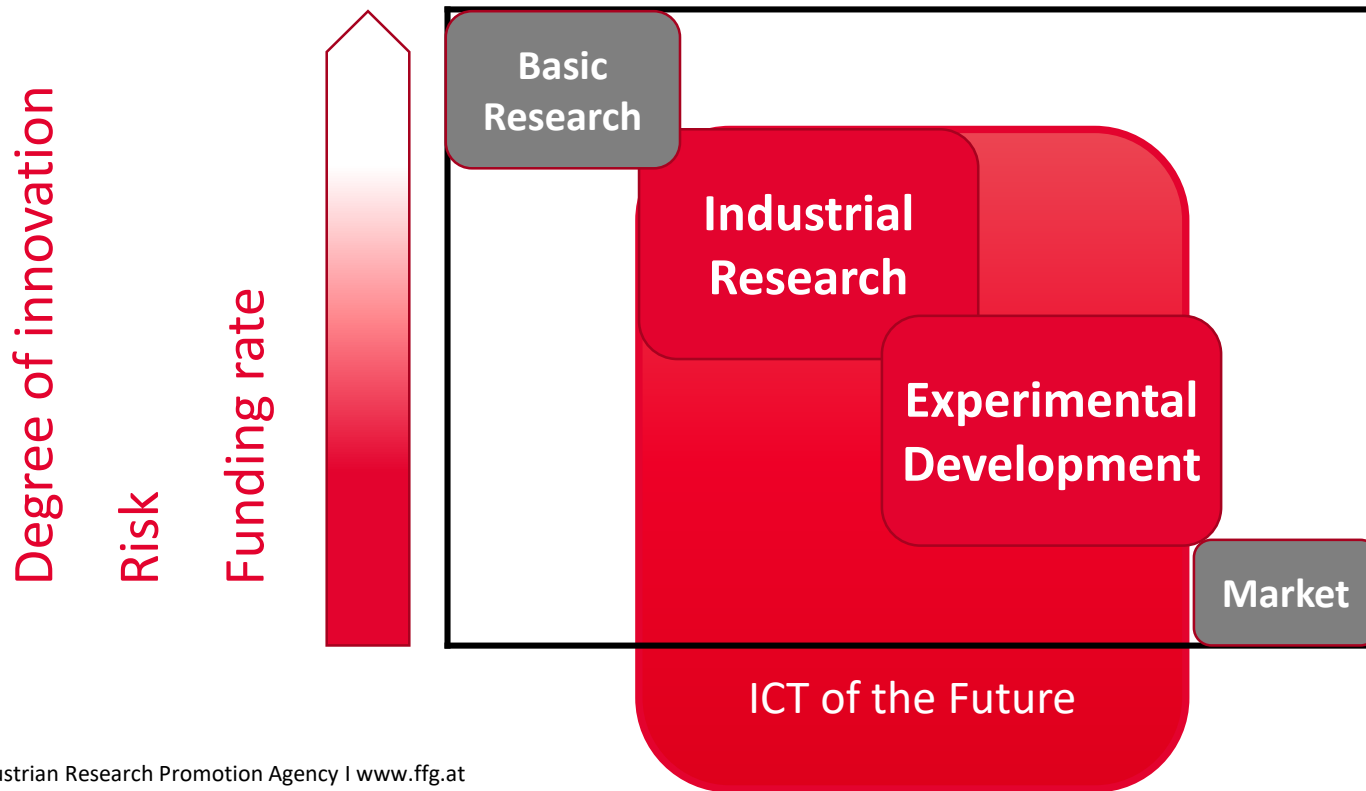 Degree of innovation
Risk
Funding rate
Basic
Research
Industrial
Research
Experimental
Development
Market
ICT of the Future
ustrian Research Promotion Agency I www.ffg.at